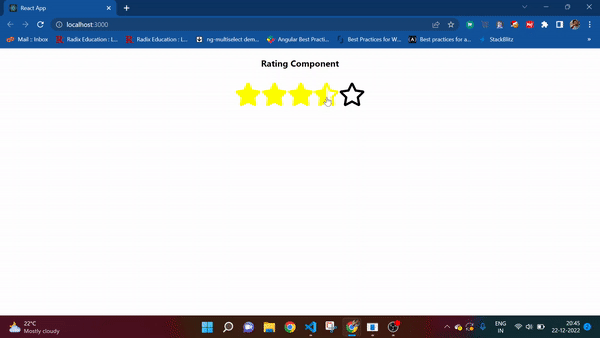 React App
localhost:3000
Mail :: Inbox
Radix Education : L...
Radix Education : L...
ng-multiselect dem...
Angular Best Practi...
Best Practices for W...
Best practices for a...
StackBlitz
»
Rating Component
22°C
Mostly cloudy
ENG
IN
20:45
22-12-2022